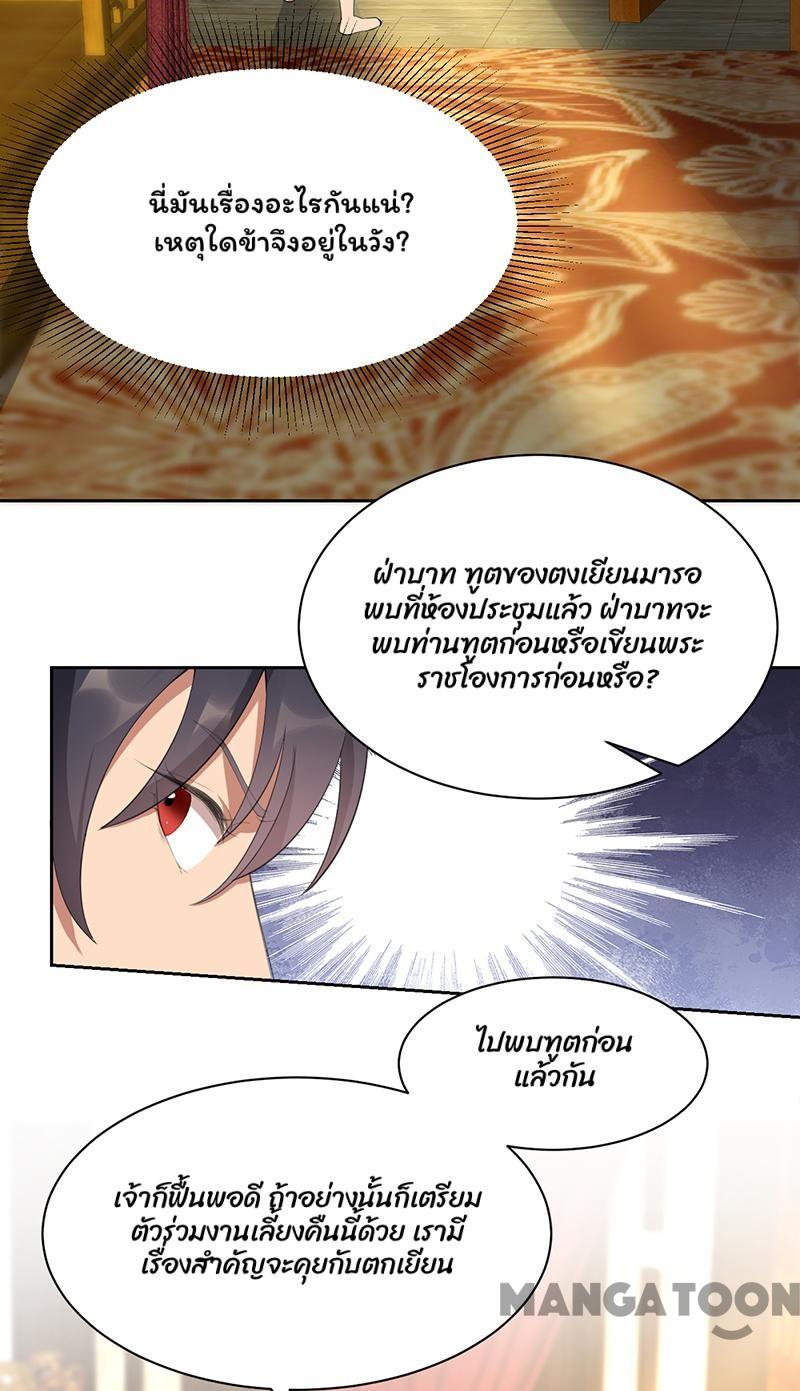 นี่มันเรื่องอะไรกันแน่?
เหตุใดข้าจึงอยู่ในวัง?
ฝ่าบาท ทูตของตงเยียนมารอ
พบที่ห้องประชุมแล้ว ฝ่าบาทจะ
พบท่านทูตก่อนหรือเขียนพระ
ราชโองการก่อนหรือ?
ไปพบทูตก่อน
แล้วกัน
เจ้าก็ฟื้นพอดี ถ้าอย่างนั้นก็เตรียม
ตัวร่วมงานเลี้ยงคืนนี้ด้วย เรามี
เรื่องสำคัญจะคุยกับตกเยียน
MANGATOON